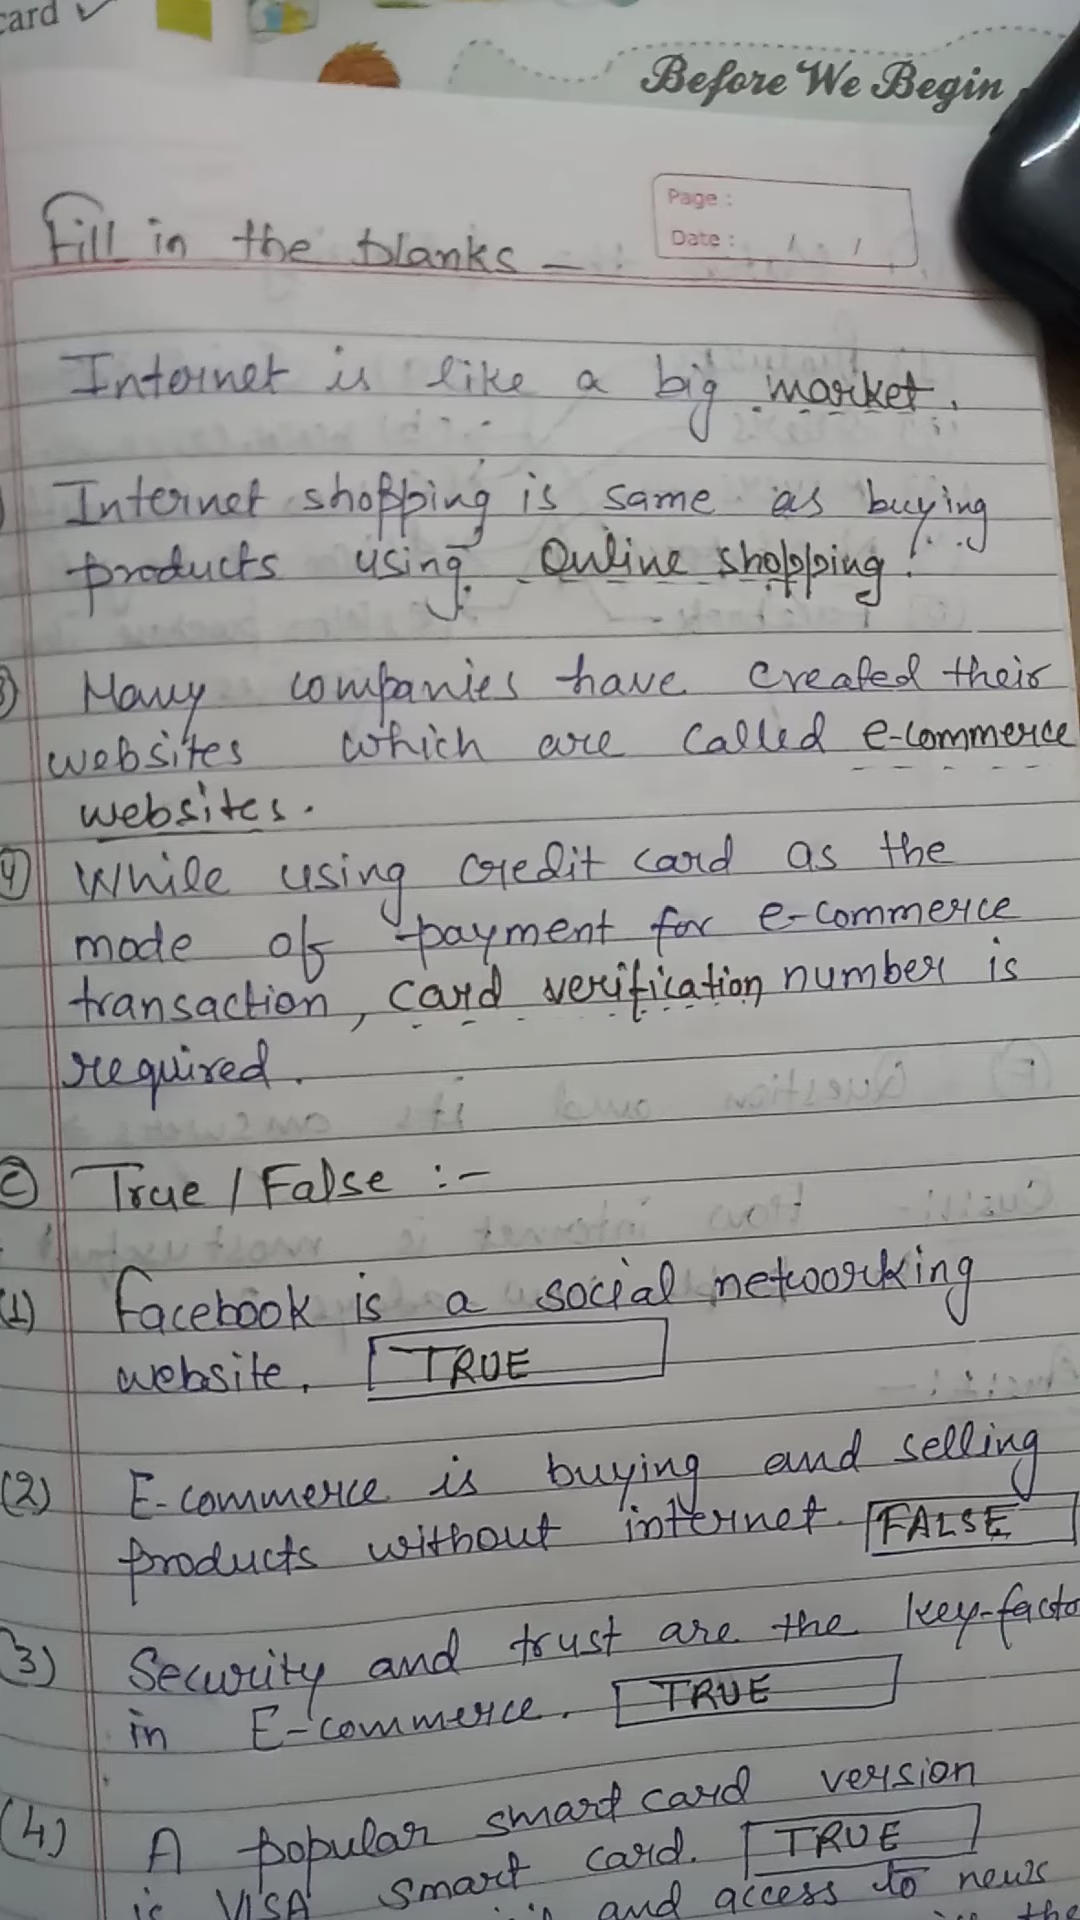 card
Before We Begin
Page :
Date : / /
Fill in the blanks -
Internet is like a big market.
Internet shopping is same as buying
products using Online shopping.
3) Many companies have created their
websites which are called e-commerce
websites.
4) While using credit card as the
mode of payment for e-commerce
transaction, card verification number is
required.
C) True / False :-
(1) Facebook is a social networking
website. TRUE
(2) E-commerce is buying and selling
products without internet. FALSE
(3) Security and trust are the key-facto
in E-commerce. TRUE
(4) A popular smart card version
is VISA smart card. TRUE
and access to news
the